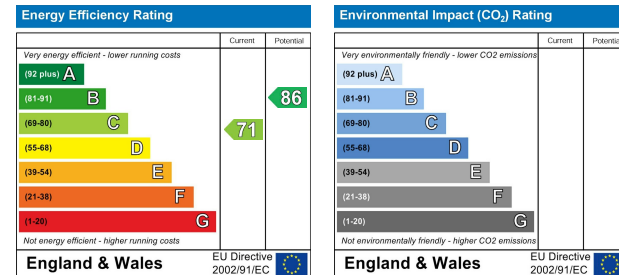 Energy Efficiency Rating
Current Potential
Very energy efficient - lower running costs
(92 plus) A
(81-91) B
(69-80) C
(55-68) D
(39-54) E
(21-38) F
(1-20) G
71
86
Not energy efficient - higher running costs
England & Wales
EU Directive
2002/91/EC
Environmental Impact (CO₂) Rating
Current Potential
Very environmentally friendly - lower CO2 emissions
(92 plus) A
(81-91) B
(69-80) C
(55-68) D
(39-54) E
(21-38) F
(1-20) G
Not environmentally friendly - higher CO2 emissions
England & Wales
EU Directive
2002/91/EC